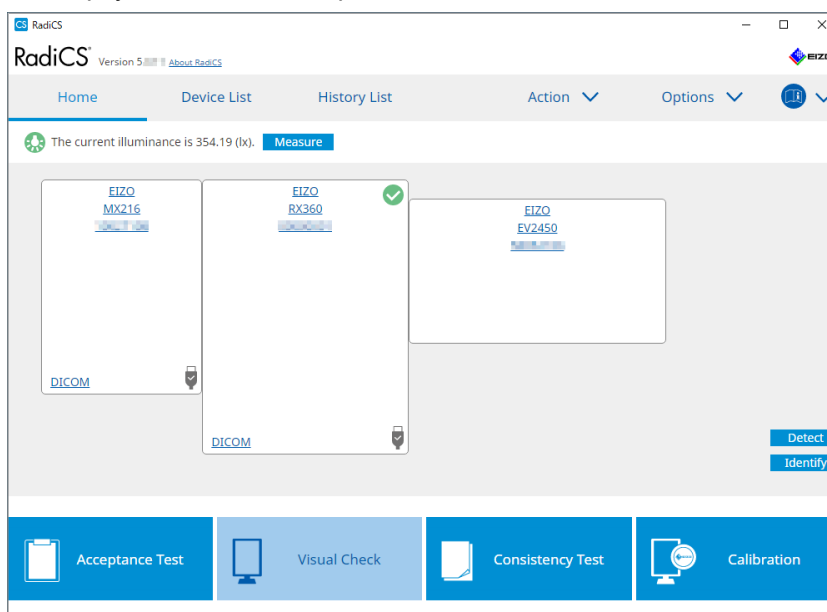 CS RadiCS
RadiCS Version 5 About RadiCS
EIZO
Home Device List History List Action Options
The current illuminance is 354.19 (lx). Measure
EIZO
MX216
DICOM
EIZO
RX360
DICOM
EIZO
EV2450
Detect
Identify
Acceptance Test Visual Check Consistency Test Calibration